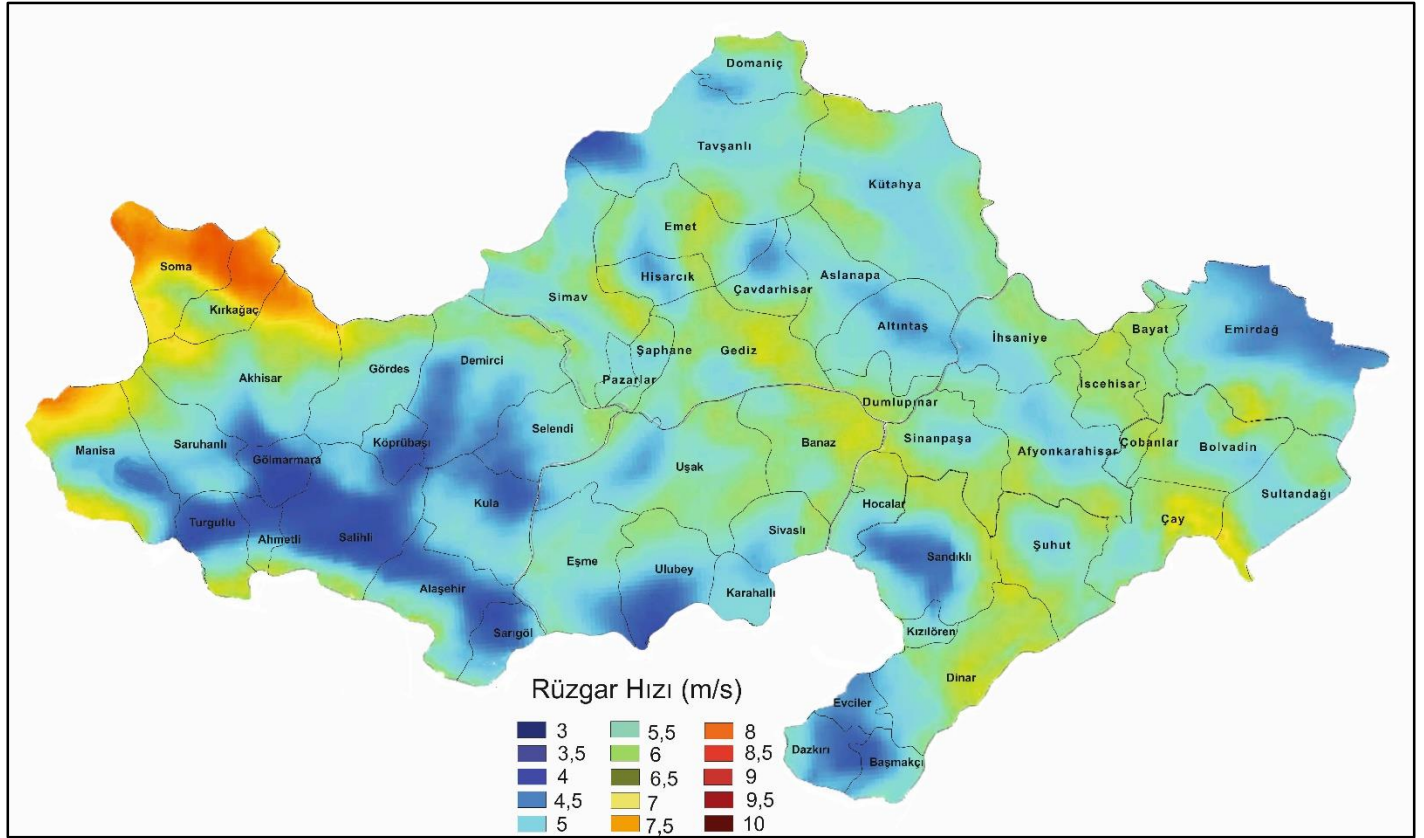 Domaniç
Tavşanlı
Kütahya
Emet
Soma
Hisarcık
Aslanapa
Çavdarhisar
Simav
Kırkağaç
Altıntaş
Emirdağ
Bayat
İhsaniye
Şaphane
Gediz
Demirci
Gördes
Akhisar
Pazarlar
İscehisar
Dumlupınar
Selendi
Köprübaşı
Saruhanlı
Manisa
Gölmarmara
Banaz
Sinanpaşa
Afyonkarahisar
Çobanlar
Bolvadin
Uşak
Sultandağı
Kula
Hocalar
Turgutlu
Çay
Sivaslı
Ahmetli
Salihli
Şuhut
Sandıklı
Eşme
Ulubey
Alaşehir
Karahallı
Sarıgöl
Kızılören
Dinar
Evciler
Dazkırı
Başmakçı
Rüzgar Hızı (m/s)
3 5,5 8
3,5 6 8,5
4 6,5 9
4,5 7 9,5
5 7,5 10